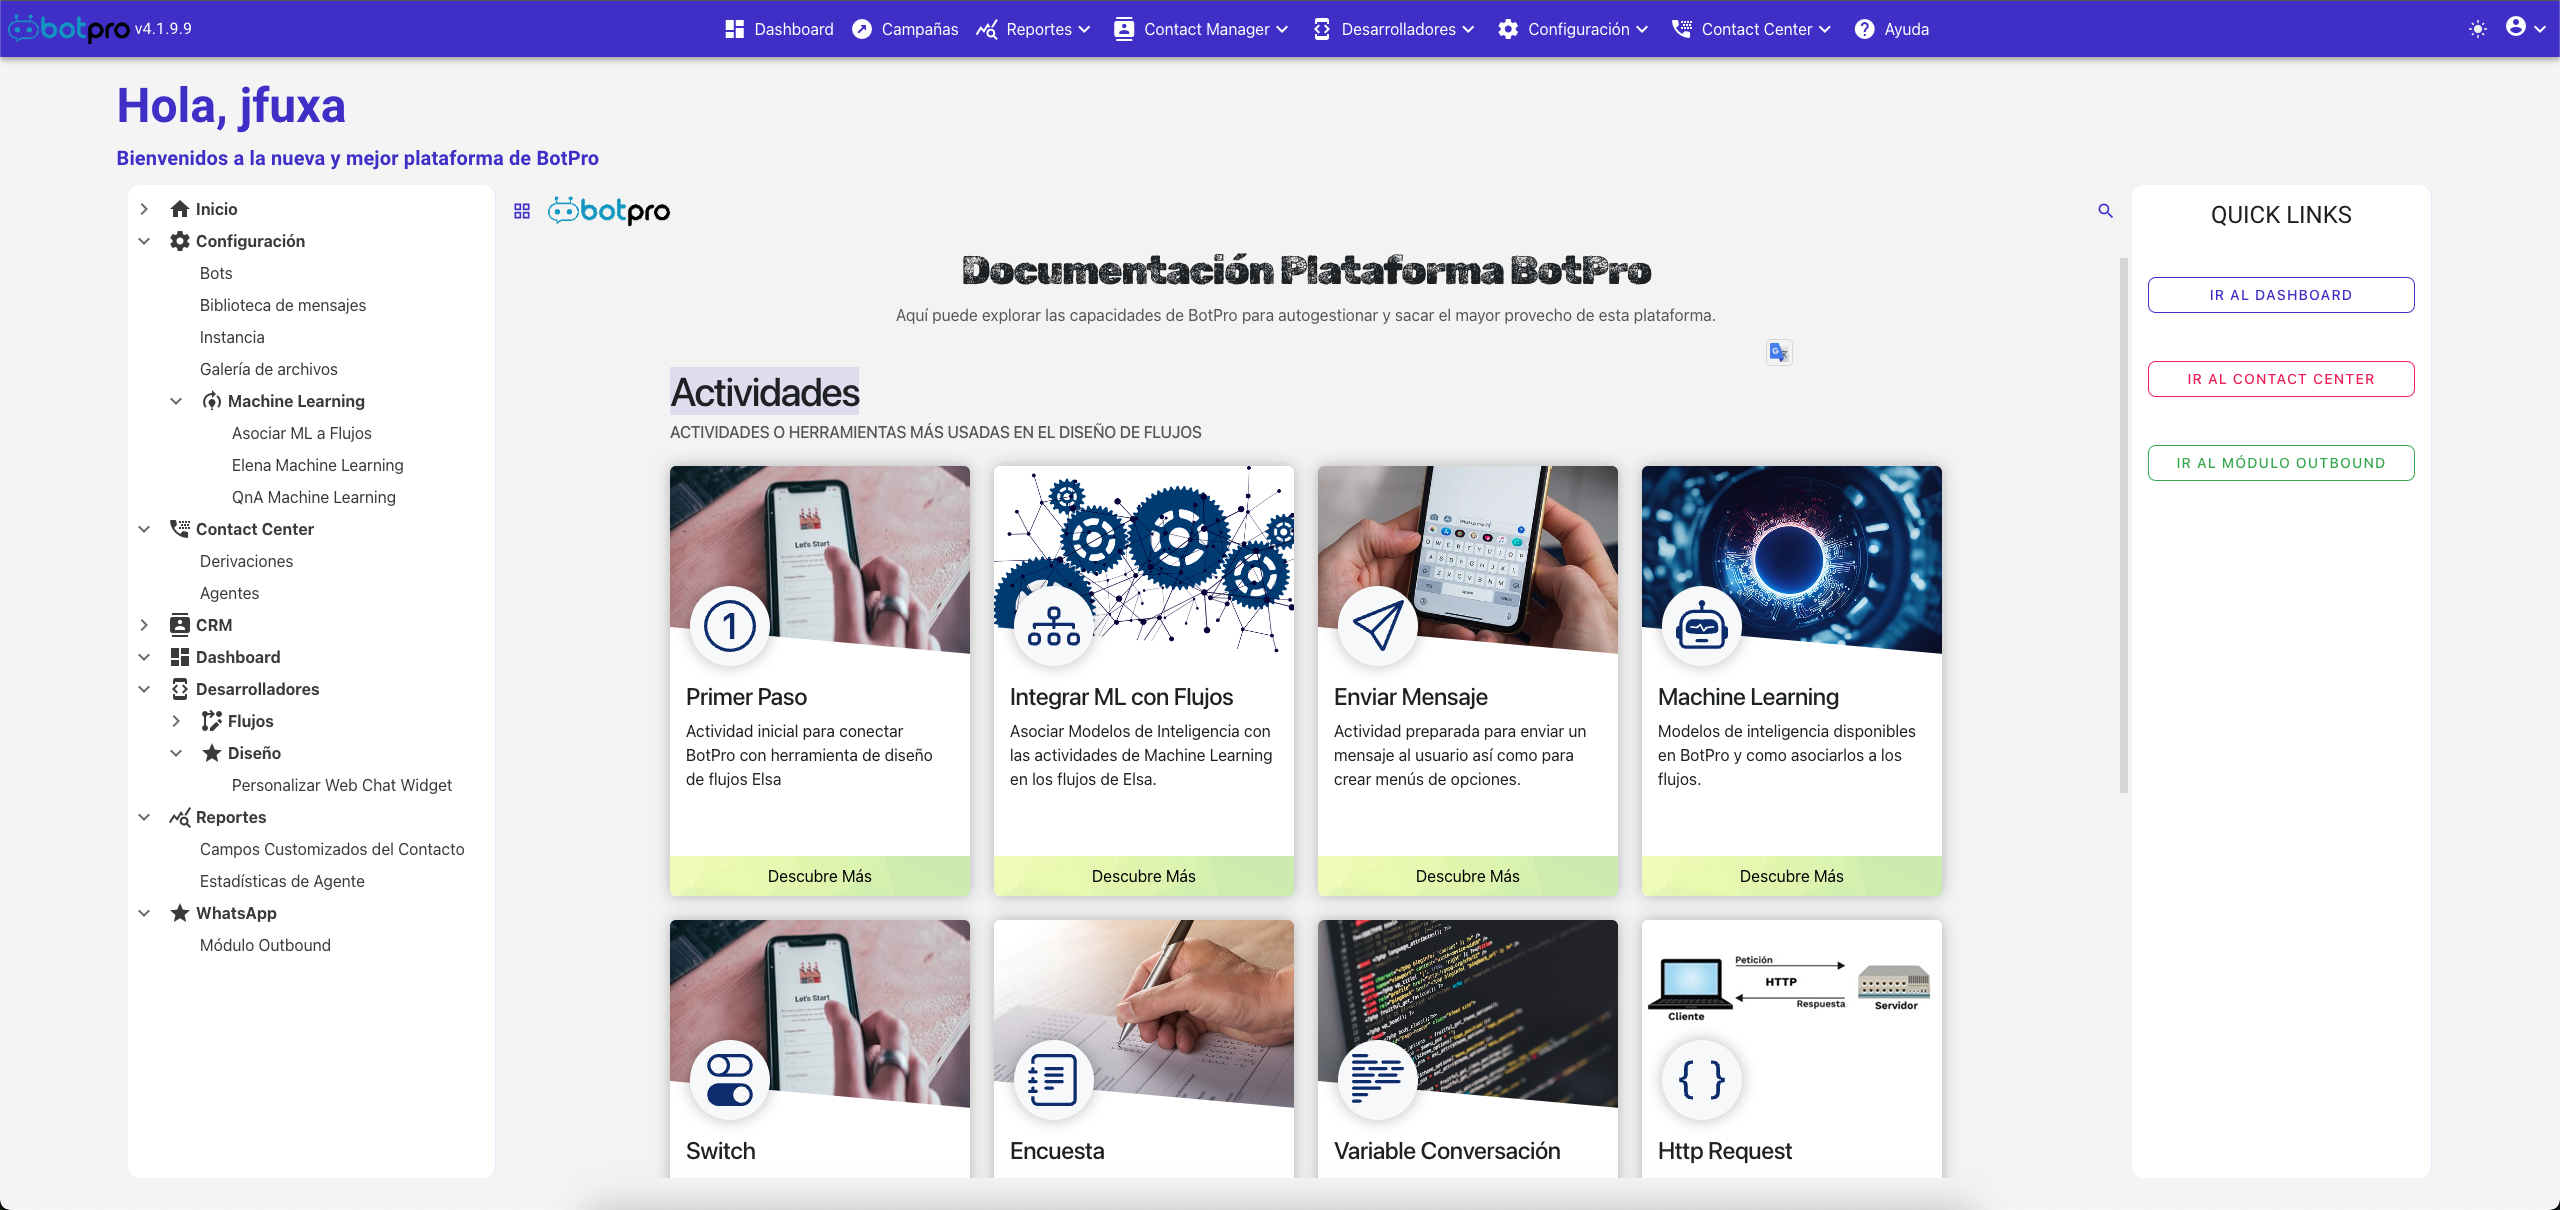 botpro v4.1.9.9
Dashboard
Campañas
Reportes
Contact Manager
Desarrolladores
Configuración
Contact Center
Ayuda
Hola, jfuxa
Bienvenidos a la nueva y mejor plataforma de BotPro
Inicio
Configuración
Bots
Biblioteca de mensajes
Instancia
Galería de archivos
Machine Learning
Asociar ML a Flujos
Elena Machine Learning
QnA Machine Learning
Contact Center
Derivaciones
Agentes
CRM
Dashboard
Desarrolladores
Flujos
Diseño
Personalizar Web Chat Widget
Reportes
Campos Customizados del Contacto
Estadísticas de Agente
WhatsApp
Módulo Outbound
botpro
Documentación Plataforma BotPro
Aquí puede explorar las capacidades de BotPro para autogestionar y sacar el mayor provecho de esta plataforma.
Actividades
ACTIVIDADES O HERRAMIENTAS MÁS USADAS EN EL DISEÑO DE FLUJOS
Let's Start
1
Primer Paso
Actividad inicial para conectar
BotPro con herramienta de diseño
de flujos Elsa
Descubre Más
Integrar ML con Flujos
Asociar Modelos de Inteligencia con
las actividades de Machine Learning
en los flujos de Elsa.
Descubre Más
Enviar Mensaje
Actividad preparada para enviar un
mensaje al usuario así como para
crear menús de opciones.
Descubre Más
Machine Learning
Modelos de inteligencia disponibles
en BotPro y como asociarlos a los
flujos.
Descubre Más
Let's Start
Switch
Encuesta
Variable Conversación
Petición
HTTP
Respuesta
Cliente
Servidor
{ }
Http Request
QUICK LINKS
IR AL DASHBOARD
IR AL CONTACT CENTER
IR AL MÓDULO OUTBOUND